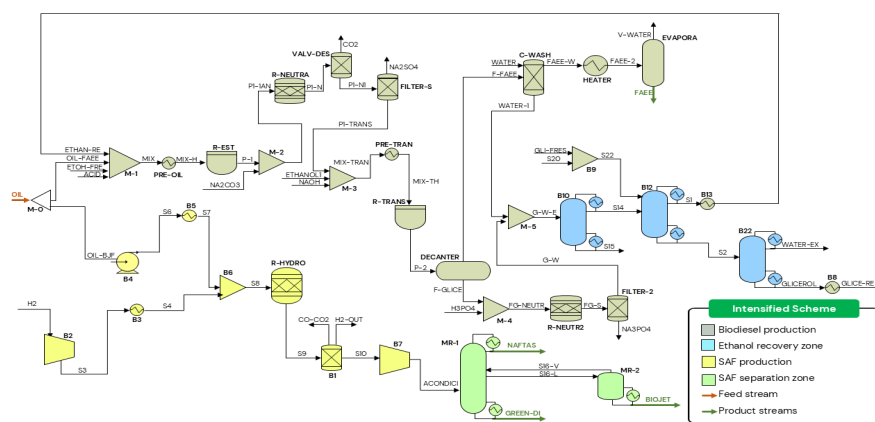 V-WATER
EVAPORA
CO2
VALV-DES
C-WASH
NA2SO4
WATER
FAEE-W
FAEE-2
R-NEUTRA
PI-N
F-FAEE
HEATER
PI-NI
FILTER-S
FAEE
PI-IAN
WATER-I
PI-TRANS
PRE-TRAN
ETHAN-RE
R-EST
M-2
GLI-FRES
S22
OIL-FAEE
MIX
MIX-H
P-1
MIX-TRAN
S20
B9
ETOH-FRE
ACID
M-1
PRE-OIL
ETHANOL1
NAOH
M-3
MIX-TH
NA2CO3
B10
B12
B13
OIL
S1
M-0
R-TRANS
G-W-E
S14
B5
M-5
S6
S7
B22
OIL-BJF
DECANTER
G-W
S15
WATER-EX
B4
B6
R-HYDRO
P-2
S2
F-GLICE
FILTER-2
B8
S8
GLICEROL
GLICE-RE
H2
S4
H3PO4
FG-NEUTR
FG-S
B3
M-4
R-NEUTR2
NA3PO4
B2
CO-CO2
H2-OUT
MR-1
B7
NAFTAS
S9
S10
S3
B1
S16-V
MR-2
S16-L
ACONDICI
BIOJET
GREEN-DI
Intensified Scheme
Biodiesel production
Ethanol recovery zone
SAF production
SAF separation zone
Feed stream
Product streams